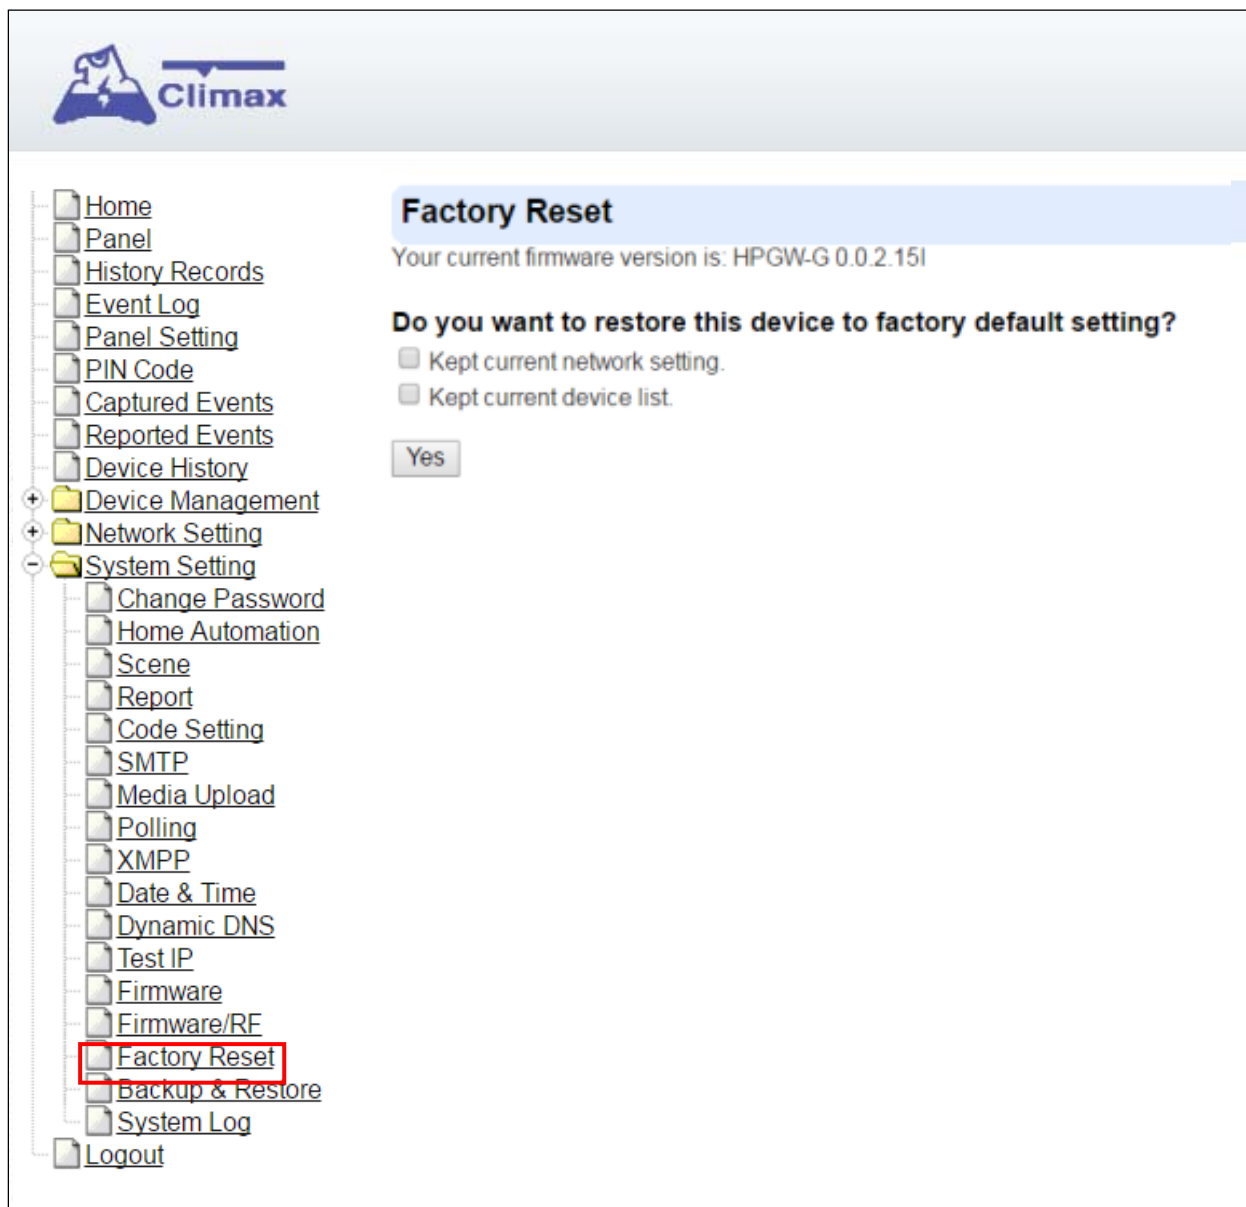 Climax
Home
Panel
History Records
Event Log
Panel Setting
PIN Code
Captured Events
Reported Events
Device History
Device Management
Network Setting
System Setting
Change Password
Home Automation
Scene
Report
Code Setting
SMTP
Media Upload
Polling
XMPP
Date & Time
Dynamic DNS
Test IP
Firmware
Firmware/RF
Factory Reset
Backup & Restore
System Log
Logout
Factory Reset
Your current firmware version is: HPGW-G 0.0.2.15I
Do you want to restore this device to factory default setting?
Kept current network setting.
Kept current device list.
Yes